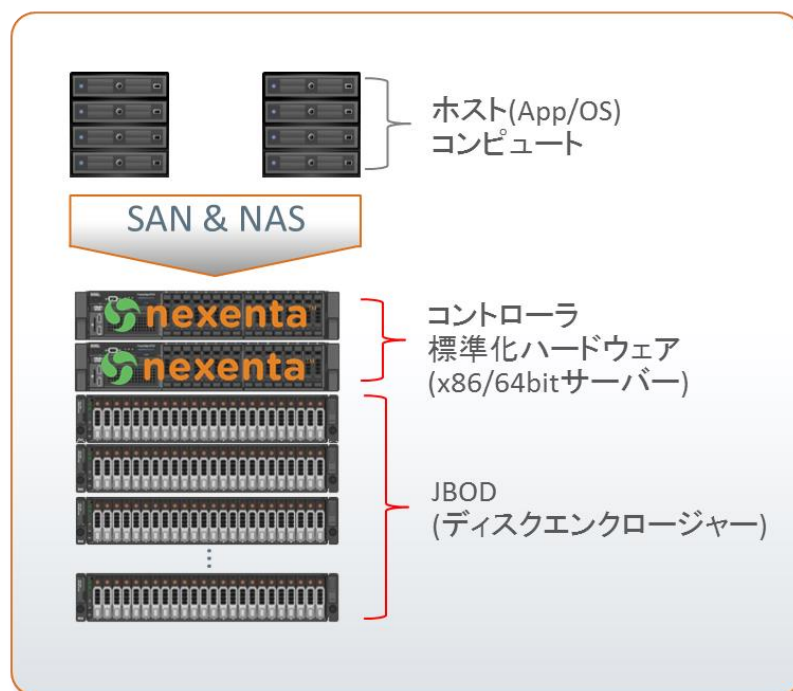 ホスト(App/OS)
コンピュート
SAN & NAS
nexenta
nexenta
コントローラ
標準化ハードウェア
(x86/64bitサーバー)
JBOD
(ディスクエンクロージャー)